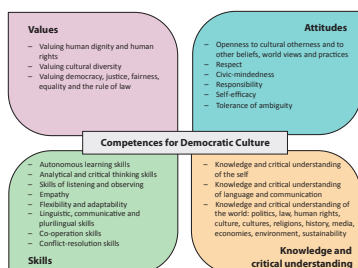 Values
– Valuing human dignity and human
rights
– Valuing cultural diversity
– Valuing democracy, justice, fairness,
equality and the rule of law
Attitudes
– Openness to cultural otherness and to
other beliefs, world views and practices
– Respect
– Civic-mindedness
– Responsibility
– Self-efficacy
– Tolerance of ambiguity
Competences for Democratic Culture
– Autonomous learning skills
– Analytical and critical thinking skills
– Skills of listening and observing
– Empathy
– Flexibility and adaptability
– Linguistic, communicative and
plurilingual skills
– Co-operation skills
– Conflict-resolution skills
Skills
– Knowledge and critical understanding
of the self
– Knowledge and critical understanding
of language and communication
– Knowledge and critical understanding of
the world: politics, law, human rights,
culture, cultures, religions, history, media,
economies, environment, sustainability
Knowledge and
critical understanding